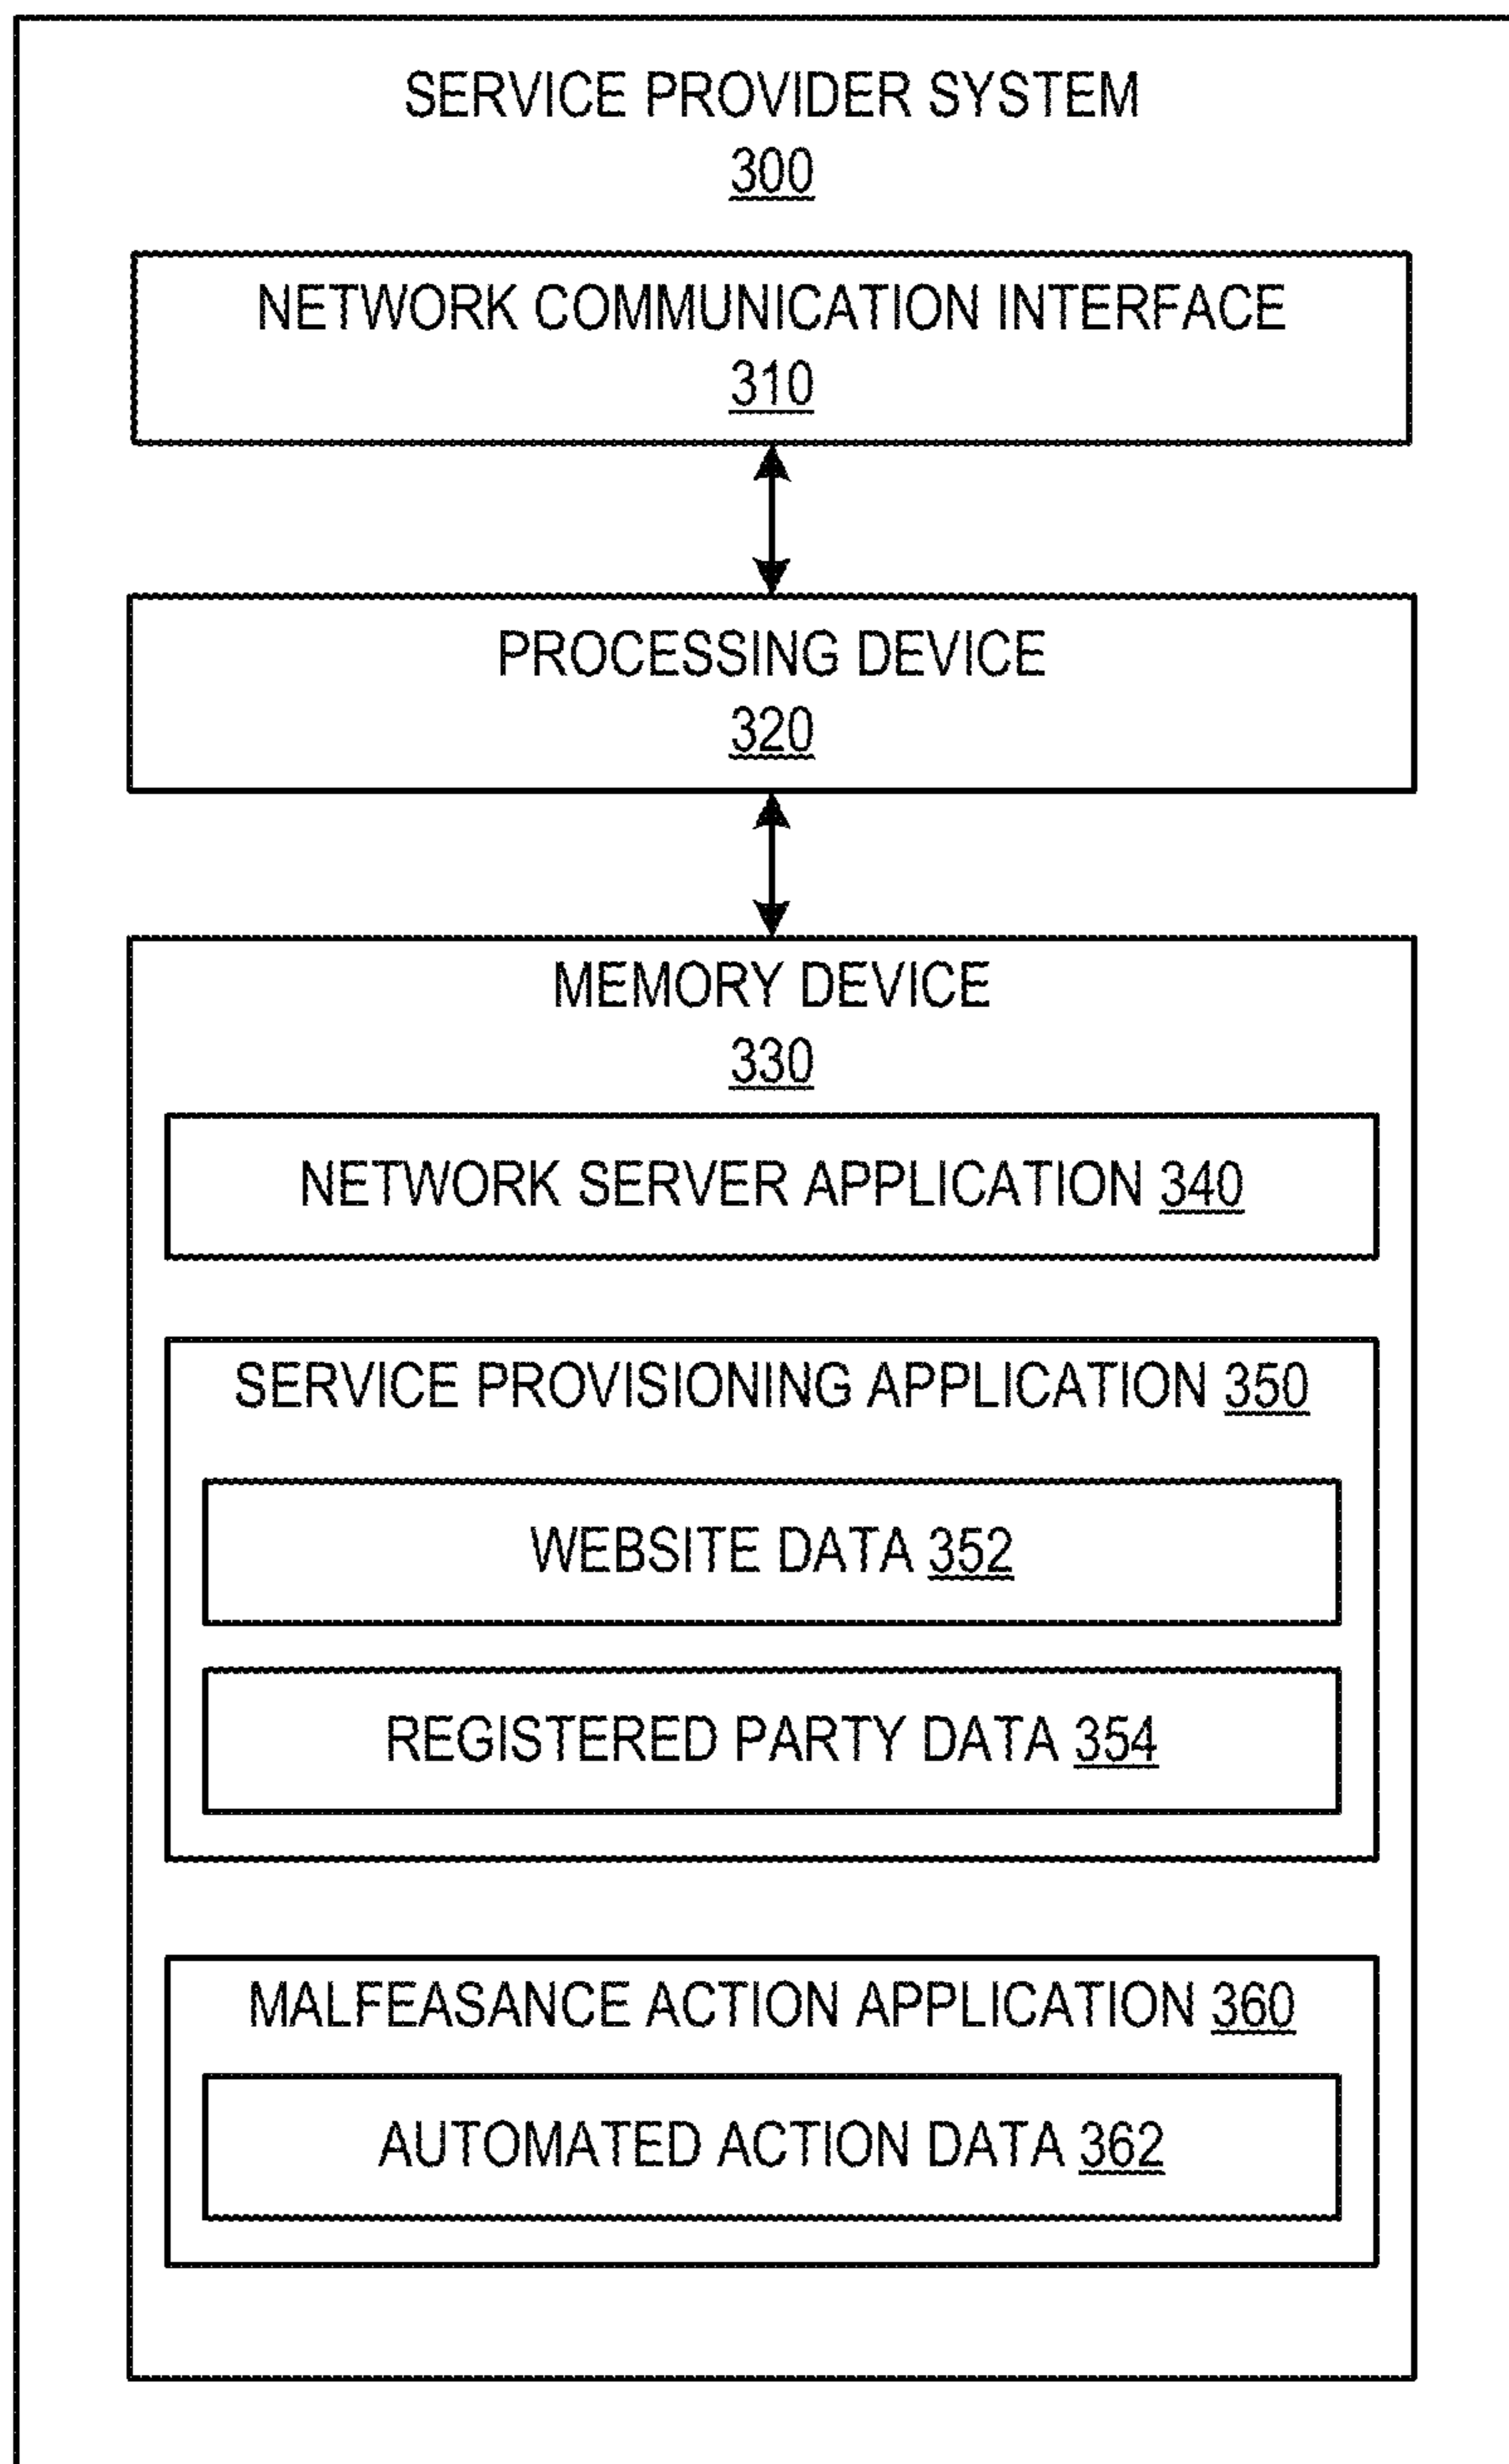 SERVICE PROVIDER SYSTEM
300
NETWORK COMMUNICATION INTERFACE
310
PROCESSING DEVICE
320
MEMORY DEVICE
330
NETWORK SERVER APPLICATION 340
SERVICE PROVISIONING APPLICATION 350
WEBSITE DATA 352
REGISTERED PARTY DATA 354
MALFEASANCE ACTION APPLICATION 360
AUTOMATED ACTION DATA 362